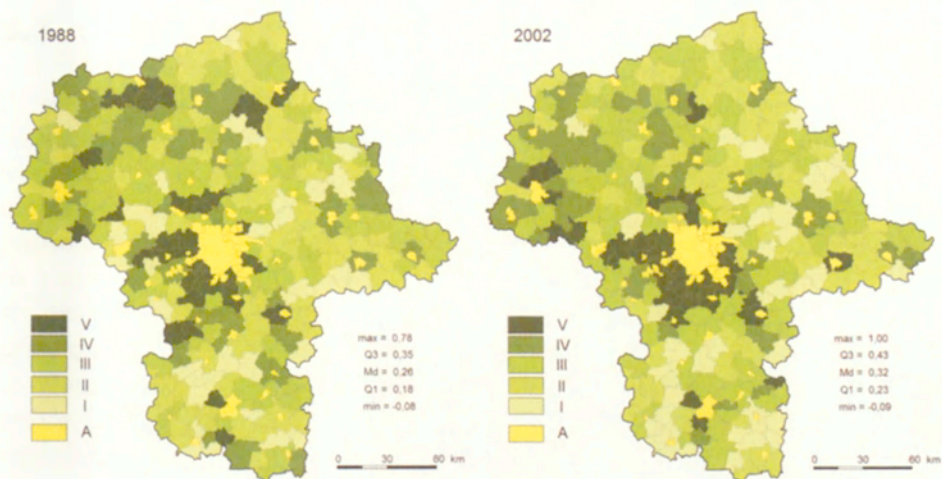 1988
V
IV
III
II
I
A
max = 0,78
Q3 = 0,35
Md = 0,26
Q1 = 0,18
min = -0,08
0 30 60 km
2002
V
IV
III
II
I
A
max = 1,00
Q3 = 0,43
Md = 0,32
Q1 = 0,23
min = -0,09
0 30 60 km